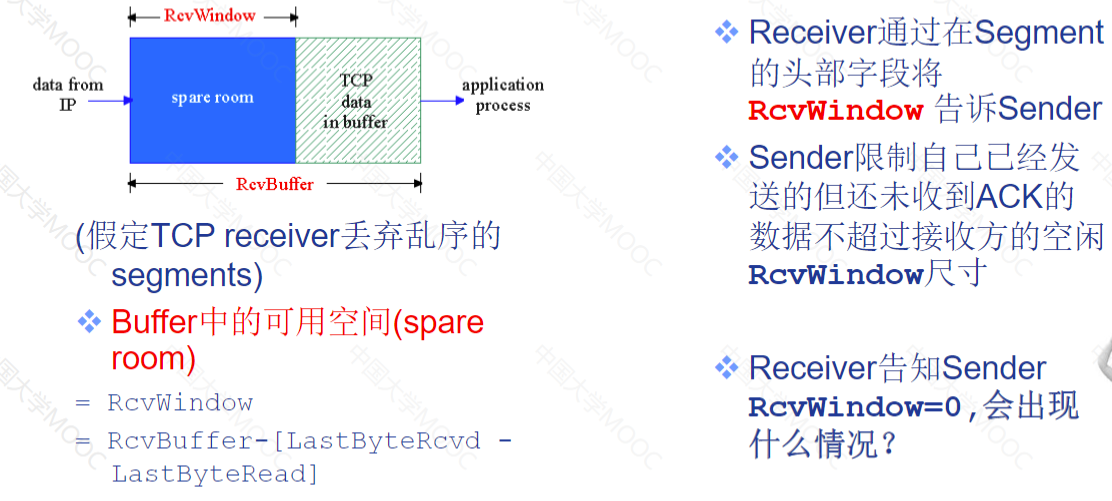 RcvWindow
data from
IP
spare room
TCP
data
in buffer
application
process
RcvBuffer
(假定TCP receiver丢弃乱序的
segments)
Buffer中的可用空间(spare
room)
= RcvWindow
= RcvBuffer-[LastByteRcvd -
LastByteRead]
Receiver通过在Segment
的头部字段将
RcvWindow 告诉Sender
Sender限制自己已经发
送的但还未收到ACK的
数据不超过接收方的空闲
RcvWindow尺寸
Receiver告知Sender
RcvWindow=0,会出现
什么情况?
中国大学MOOC